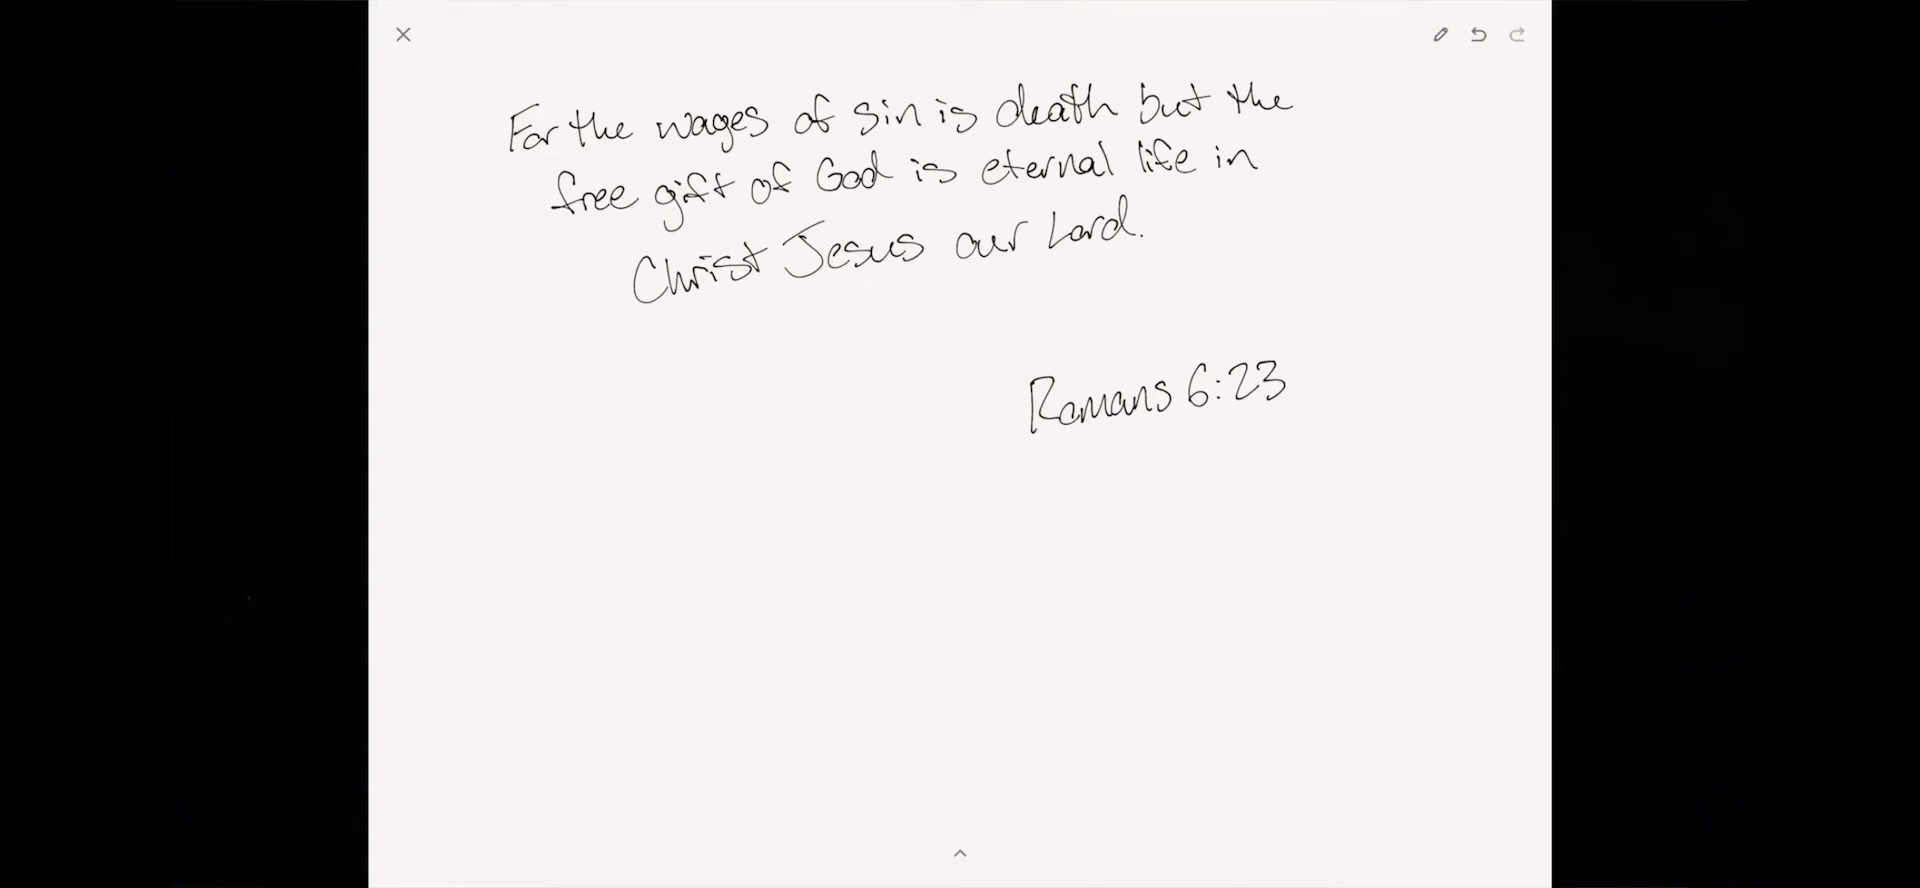 For the wages of sin is death but the
free gift of God is eternal life in
Christ Jesus our Lord.
Romans 6:23